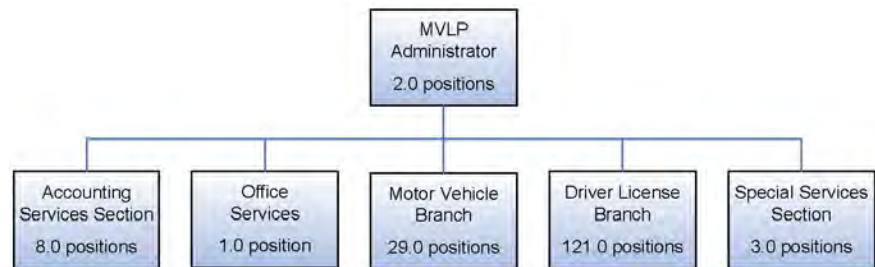 MVLP
Administrator
2.0 positions
Accounting
Services Section
8.0 positions
Office
Services
1.0 position
Motor Vehicle
Branch
29.0 positions
Driver License
Branch
121.0 positions
Special Services
Section
3.0 positions